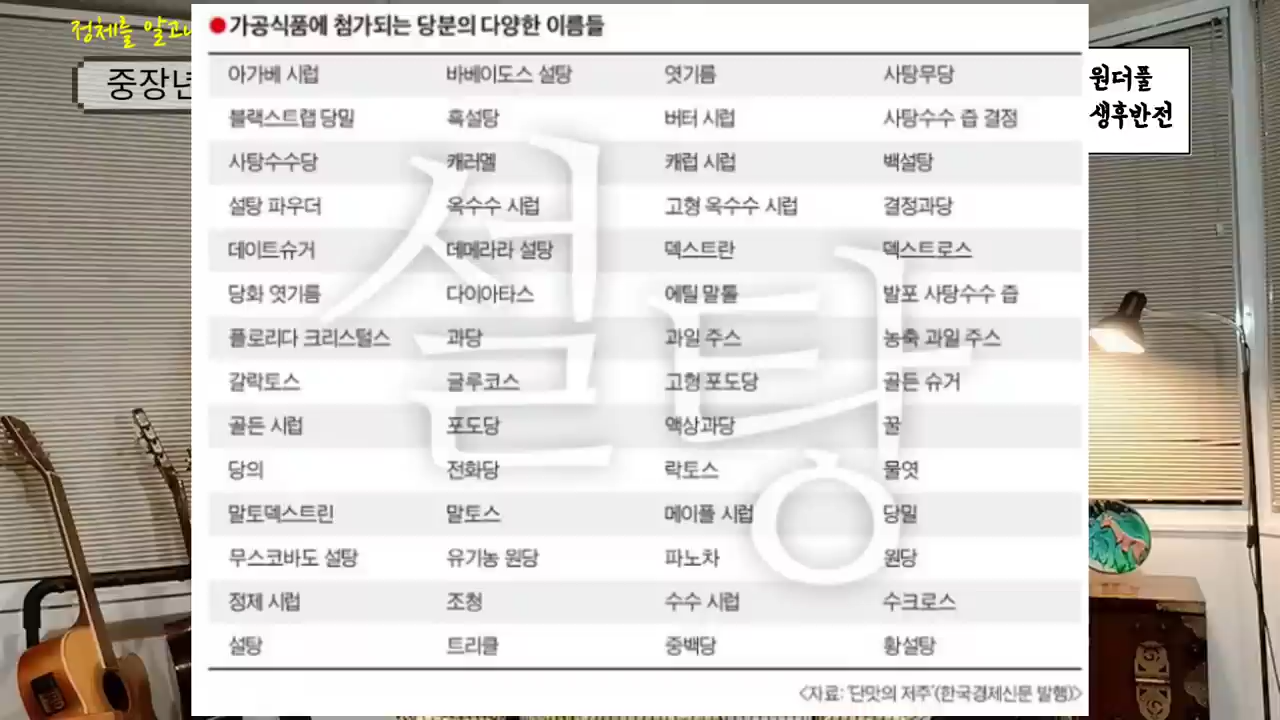 정체를 알고나
중장년
원더풀
생후반전
●가공식품에 첨가되는 당분의 다양한 이름들
아가베 시럽 바베이도스 설탕 엿기름 사탕무당
블랙스트랩 당밀 흑설탕 버터 시럽 사탕수수 즙 결정
사탕수수당 캐러멜 캐럽 시럽 백설탕
설탕 파우더 옥수수 시럽 고형 옥수수 시럽 결정과당
데이트슈거 데메라라 설탕 덱스트란 덱스트로스
당화 엿기름 다이아타스 에틸 말톨 발포 사탕수수 즙
플로리다 크리스털스 과당 과일 주스 농축 과일 주스
갈락토스 글루코스 고형 포도당 골든 슈거
골든 시럽 포도당 액상과당 꿀
당의 전화당 락토스 물엿
말토덱스트린 말토스 메이플 시럽 당밀
무스코바도 설탕 유기농 원당 파노차 원당
정제 시럽 조청 수수 시럽 수크로스
설탕 트리클 중백당 황설탕
설탕
<자료: '단맛의 저주'(한국경제신문 발행)>